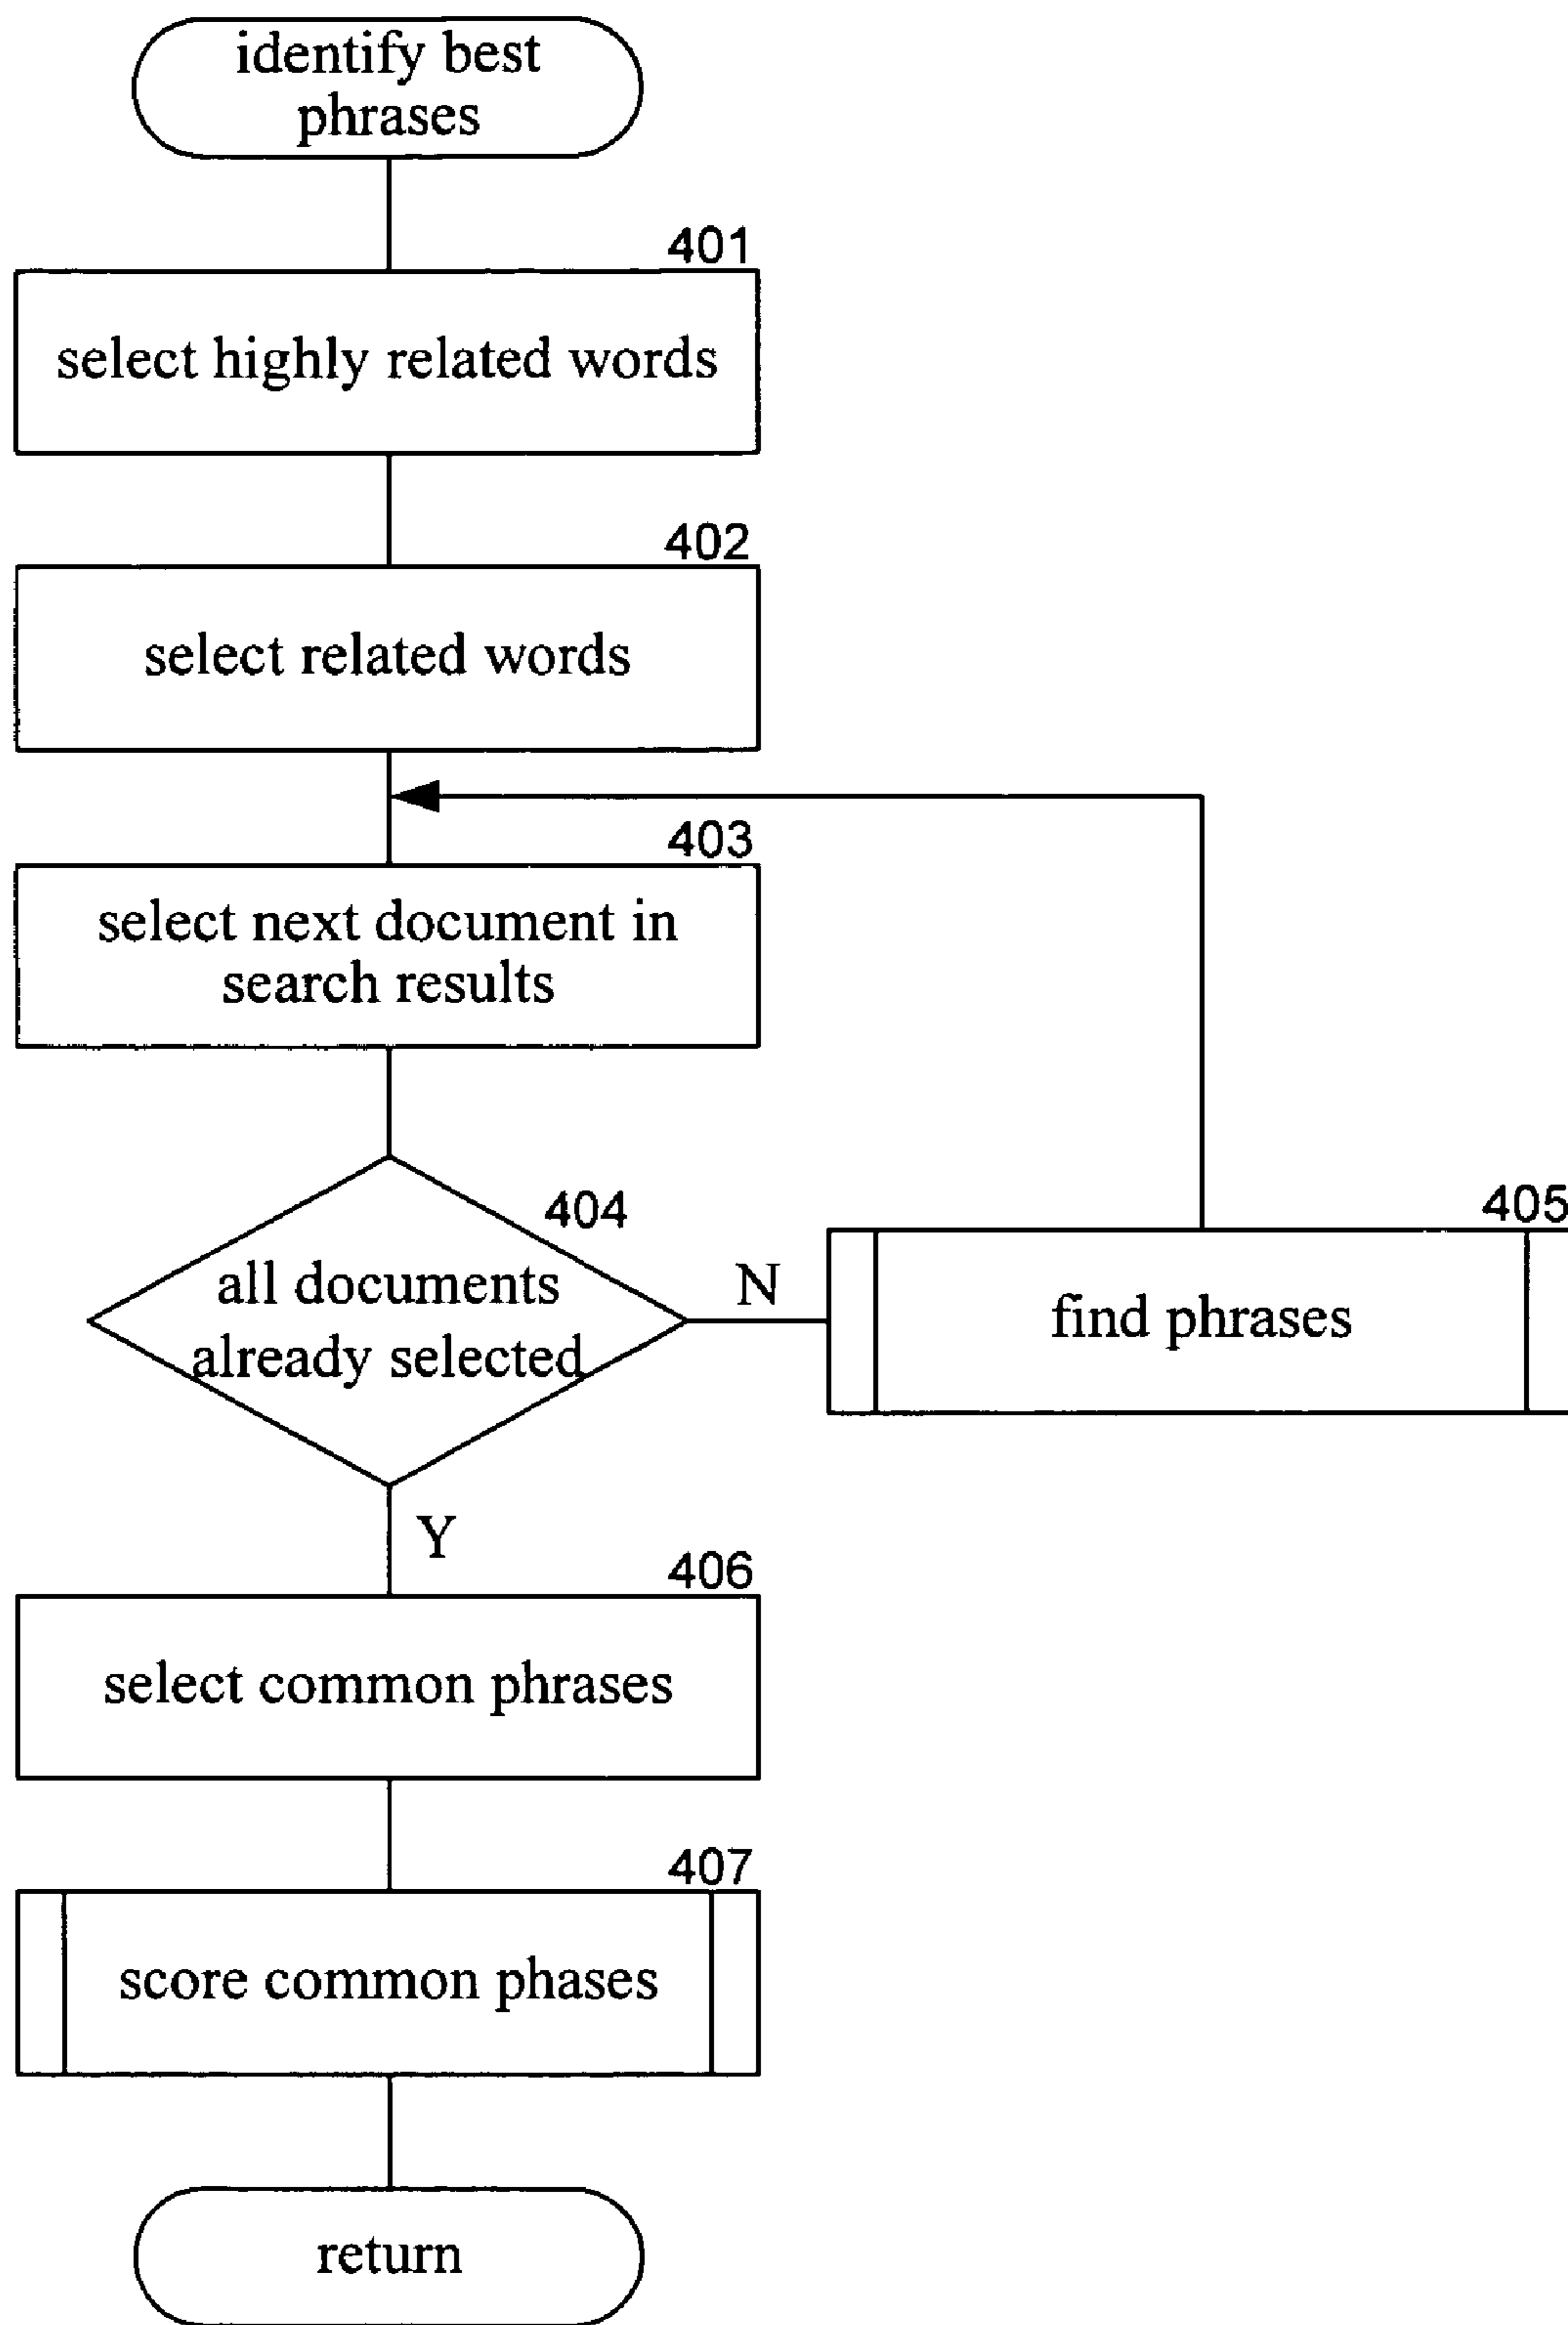 identify best
phrases
401
select highly related words
402
select related words
403
select next document in
search results
404
all documents
already selected
N
405
find phrases
Y
406
select common phrases
407
score common phases
return